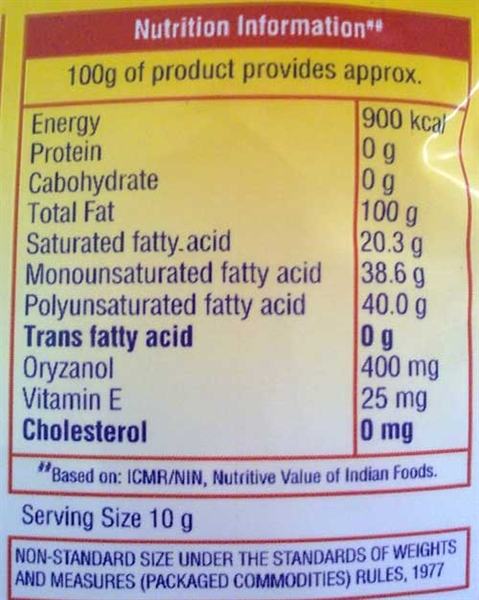 Nutrition Information##
100g of product provides approx.
Energy 900 kcal
Protein 0 g
Cabohydrate 0 g
Total Fat 100 g
Saturated fatty.acid 20.3 g
Monounsaturated fatty acid 38.6 g
Polyunsaturated fatty acid 40.0 g
Trans fatty acid 0 g
Oryzanol 400 mg
Vitamin E 25 mg
Cholesterol 0 mg
##Based on: ICMR/NIN, Nutritive Value of Indian Foods.
Serving Size 10 g
NON-STANDARD SIZE UNDER THE STANDARDS OF WEIGHTS
AND MEASURES (PACKAGED COMMODITIES) RULES, 1977